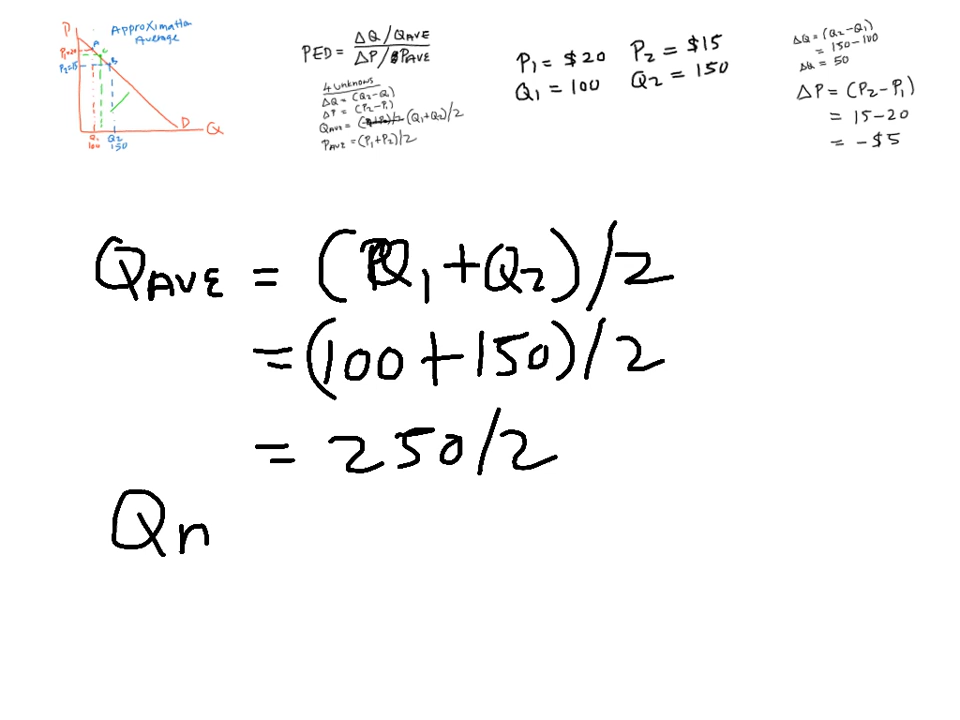 P
Approximation
Average
P1=20
A
C
P2=15
B
D
Q
Q1
100
Q2
150
PED = ΔQ/QAVE
ΔP/PAVE
4 unknowns
ΔQ = (Q2-Q1)
ΔP = (P2-P1)
QAVE = (Q1+Q2)/2
PAVE = (P1+P2)/2
P1 = $20 P2 = $15
Q1 = 100 Q2 = 150
ΔQ = (Q2-Q1)
= 150-100
ΔQ = 50
ΔP = (P2-P1)
= 15-20
= -$5
QAVE = (Q1+Q2)/2
= (100+150)/2
= 250/2
Qn